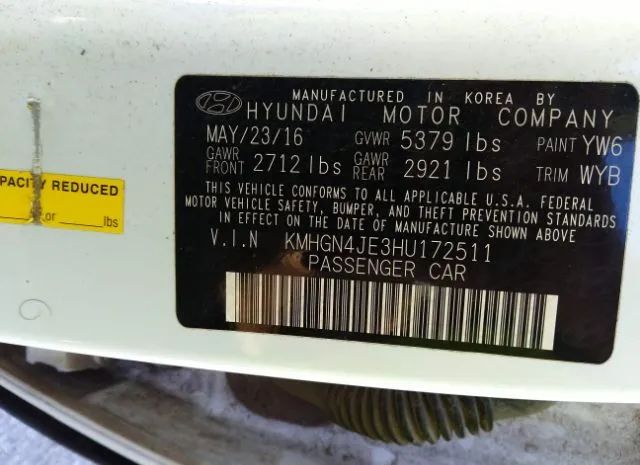 MANUFACTURED IN KOREA BY
HYUNDAI MOTOR COMPANY
MAY/23/16 GVWR 5379 lbs PAINT YW6
GAWR FRONT 2712 lbs GAWR REAR 2921 lbs TRIM WYB
THIS VEHICLE CONFORMS TO ALL APPLICABLE U.S.A. FEDERAL
MOTOR VEHICLE SAFETY, BUMPER, AND THEFT PREVENTION STANDARDS
IN EFFECT ON THE DATE OF MANUFACTURE SHOWN ABOVE
V.I.N KMHGN4JE3HU172511
PASSENGER CAR
PACITY REDUCED
or lbs